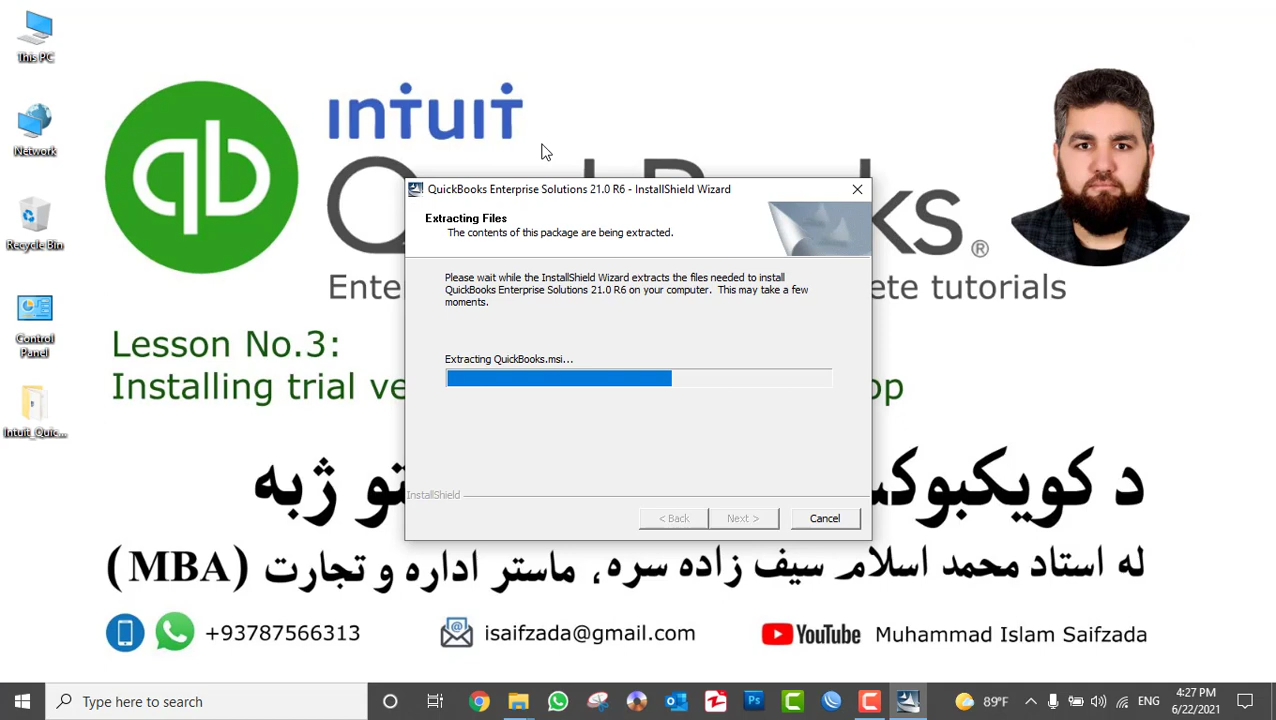 This PC
Network
Recycle Bin
Control
Panel
Intuit_Quic...
qb
intuit
QuickBooks Enterprise Solutions 21.0 R6 - InstallShield Wizard
Extracting Files
The contents of this package are being extracted.
Please wait while the InstallShield Wizard extracts the files needed to install
QuickBooks Enterprise Solutions 21.0 R6 on your computer. This may take a few
moments.
Extracting QuickBooks.msi...
InstallShield
< Back
Next >
Cancel
ks®
Ente
ete tutorials
Lesson No.3:
Installing trial ve
op
د کویکبوکس
تو ژبه
له استاد محمد اسلام سیف زاده سره، ماستر اداره و تجارت (MBA)
+93787566313
isaifzada@gmail.com
YouTube
Muhammad Islam Saifzada
Type here to search
Ps
89°F
ENG
4:27 PM
6/22/2021